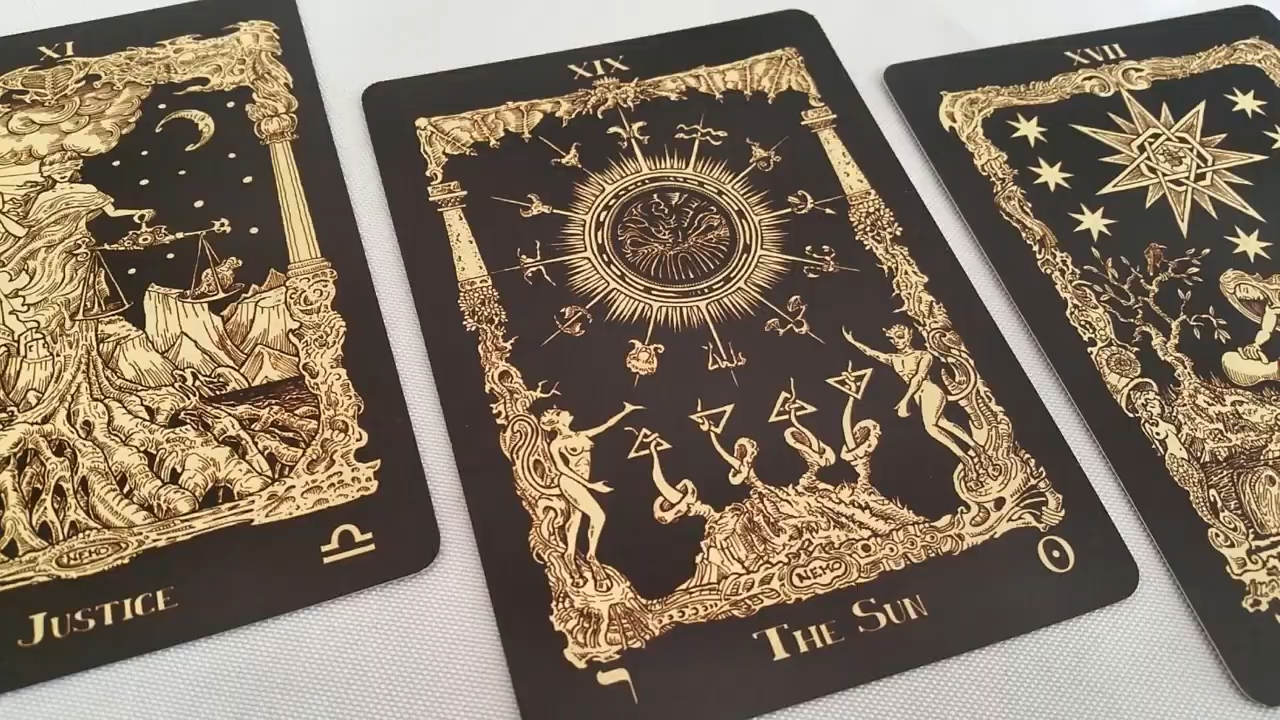 XI
NEMO
♎
JUSTICE
XIX
NEMO
☉
THE SUN
ר
XVII